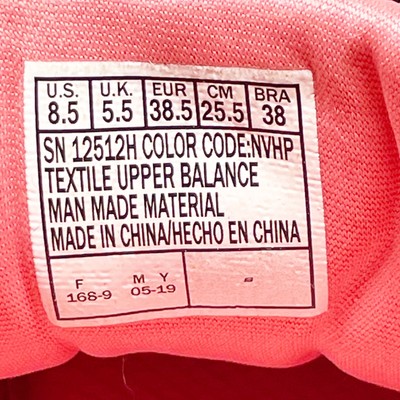 U.S. U.K. EUR CM BRA
8.5 5.5 38.5 25.5 38
SN 12512H COLOR CODE:NVHP
TEXTILE UPPER BALANCE
MAN MADE MATERIAL
MADE IN CHINA/HECHO EN CHINA
F M Y
168-9 05-19